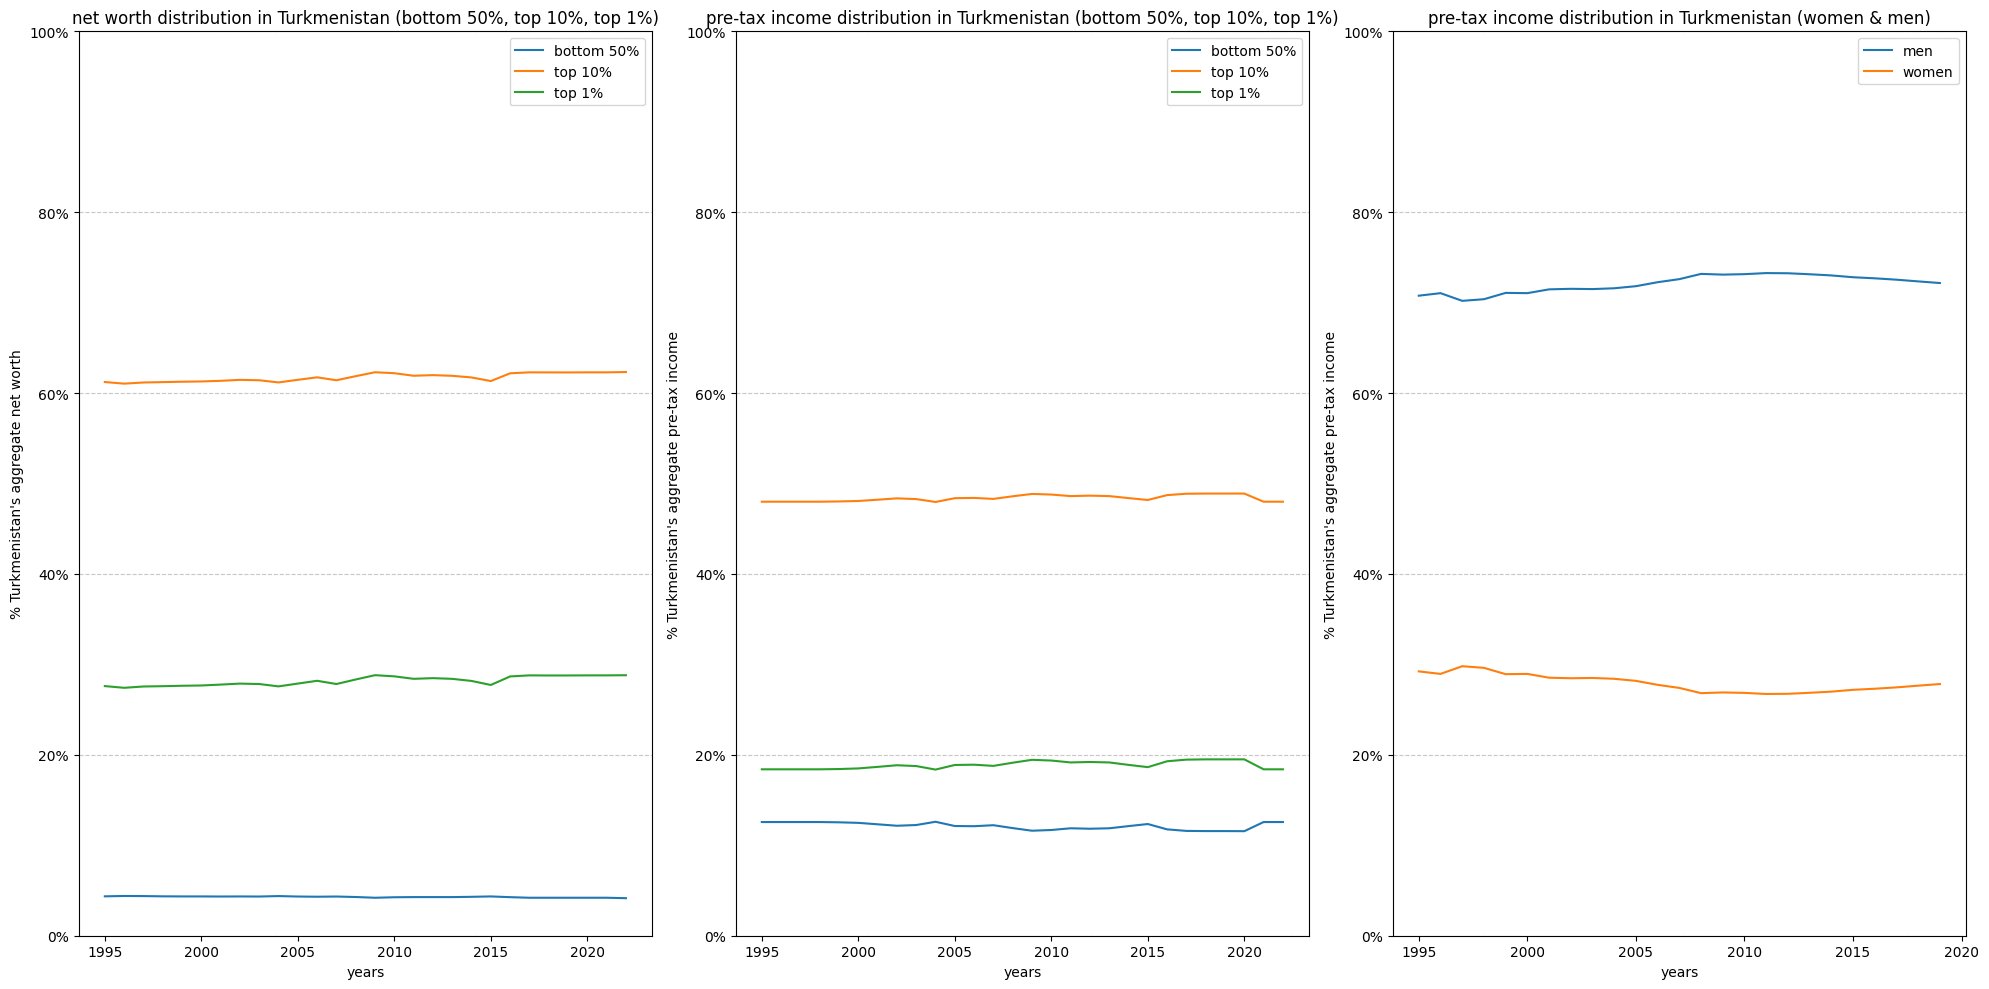 net worth distribution in Turkmenistan (bottom 50%, top 10%, top 1%)
% Turkmenistan's aggregate net worth
100%
80%
60%
40%
20%
0%
bottom 50%
top 10%
top 1%
1995 2000 2005 2010 2015 2020
years
pre-tax income distribution in Turkmenistan (bottom 50%, top 10%, top 1%)
% Turkmenistan's aggregate pre-tax income
100%
80%
60%
40%
20%
0%
bottom 50%
top 10%
top 1%
1995 2000 2005 2010 2015 2020
years
pre-tax income distribution in Turkmenistan (women & men)
% Turkmenistan's aggregate pre-tax income
100%
80%
60%
40%
20%
0%
men
women
1995 2000 2005 2010 2015 2020
years